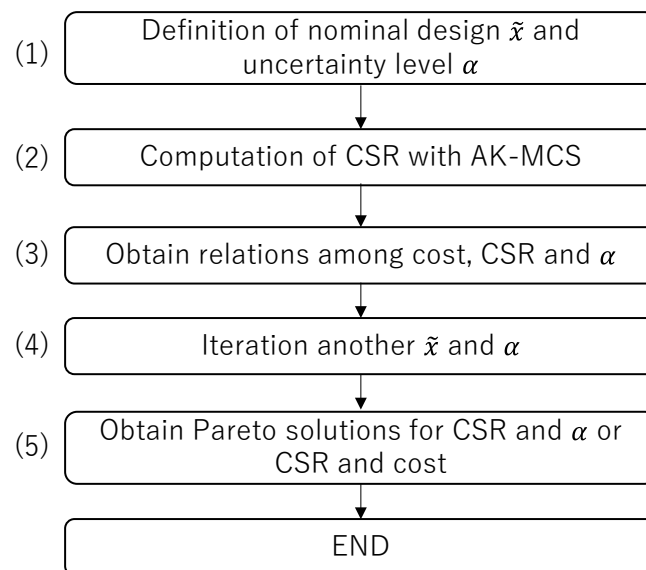 (1)
Definition of nominal design x̃ and
uncertainty level α
(2)
Computation of CSR with AK-MCS
(3)
Obtain relations among cost, CSR and α
(4)
Iteration another x̃ and α
(5)
Obtain Pareto solutions for CSR and α or
CSR and cost
END